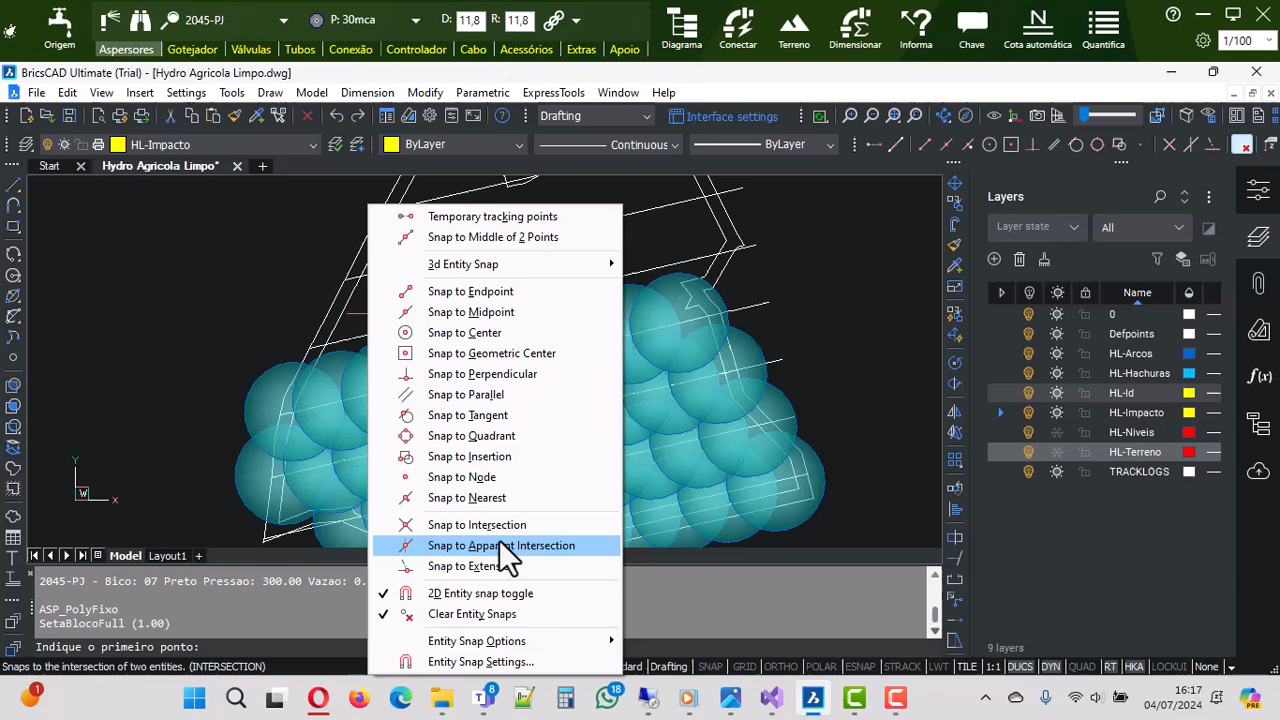 2045-PJ P: 30mca D: 11,8 R: 11,8
Origem Diagrama Conectar Terreno Dimensionar Informa Chave Cota automática Quantifica 1/100
Aspersores Gotejador Válvulas Tubos Conexão Controlador Cabo Acessórios Extras Apoio
BricsCAD Ultimate (Trial) - [Hydro Agricola Limpo.dwg]
File Edit View Insert Settings Tools Draw Model Dimension Modify Parametric ExpressTools Window Help
Drafting Interface settings
HL-Impacto ByLayer Continuous ByLayer
Start Hydro Agricola Limpo*
Layers
Layer state All
Name
0
Defpoints
HL-Arcos
HL-Hachuras
HL-Id
HL-Impacto
HL-Niveis
HL-Terreno
TRACKLOGS
9 layers
Temporary tracking points
Snap to Middle of 2 Points
3d Entity Snap
Snap to Endpoint
Snap to Midpoint
Snap to Center
Snap to Geometric Center
Snap to Perpendicular
Snap to Parallel
Snap to Tangent
Snap to Quadrant
Snap to Insertion
Snap to Node
Snap to Nearest
Snap to Intersection
Snap to Apparent Intersection
Snap to Extens
2D Entity snap toggle
Clear Entity Snaps
Entity Snap Options
Entity Snap Settings...
Y
W X
Model Layout1
2045-PJ - Bico: 07 Preto Pressao: 300.00 Vazao: 0.
ASP_PolyFixo
SetaBlocoFull (1.00)
Indique o primeiro ponto:
Snaps to the intersection of two entities. (INTERSECTION)
Drafting SNAP GRID ORTHO POLAR ESNAP STRACK LWT TILE 1:1 DUCS DYN QUAD RT HKA LOCKUI None
1 8 18
16:17
04/07/2024
PRE